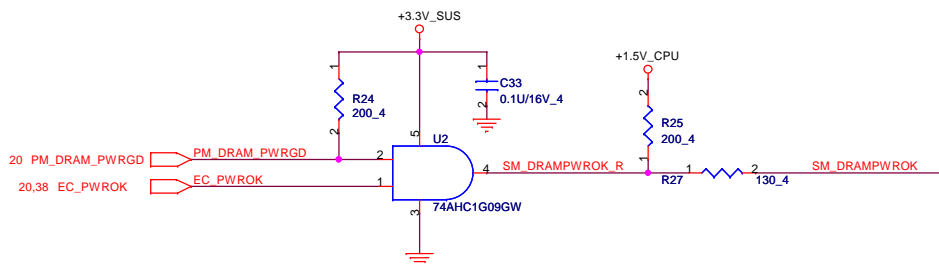 +3.3V_SUS
+1.5V_CPU
1
C33
0.1U/16V_4
2
1
R24
200_4
2
2
R25
200_4
1
5
U2
20 PM_DRAM_PWRGD
PM_DRAM_PWRGD
2
4
SM_DRAMPWROK_R
R27
1
2
130_4
SM_DRAMPWROK
20,38 EC_PWROK
EC_PWROK
1
3
74AHC1G09GW